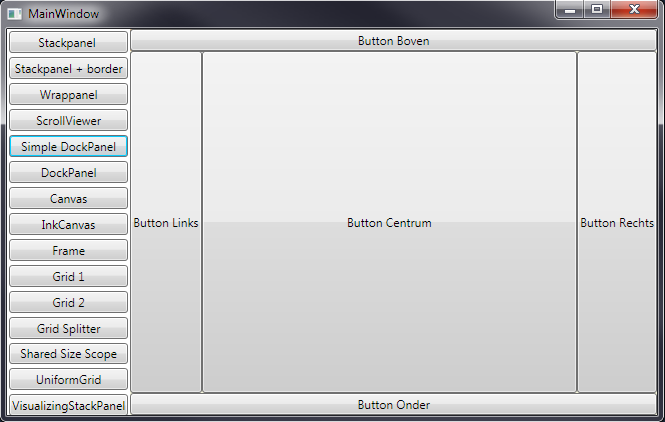 MainWindow
Stackpanel
Stackpanel + border
Wrappanel
ScrollViewer
Simple DockPanel
DockPanel
Canvas
InkCanvas
Frame
Grid 1
Grid 2
Grid Splitter
Shared Size Scope
UniformGrid
VisualizingStackPanel
Button Boven
Button Links
Button Centrum
Button Rechts
Button Onder